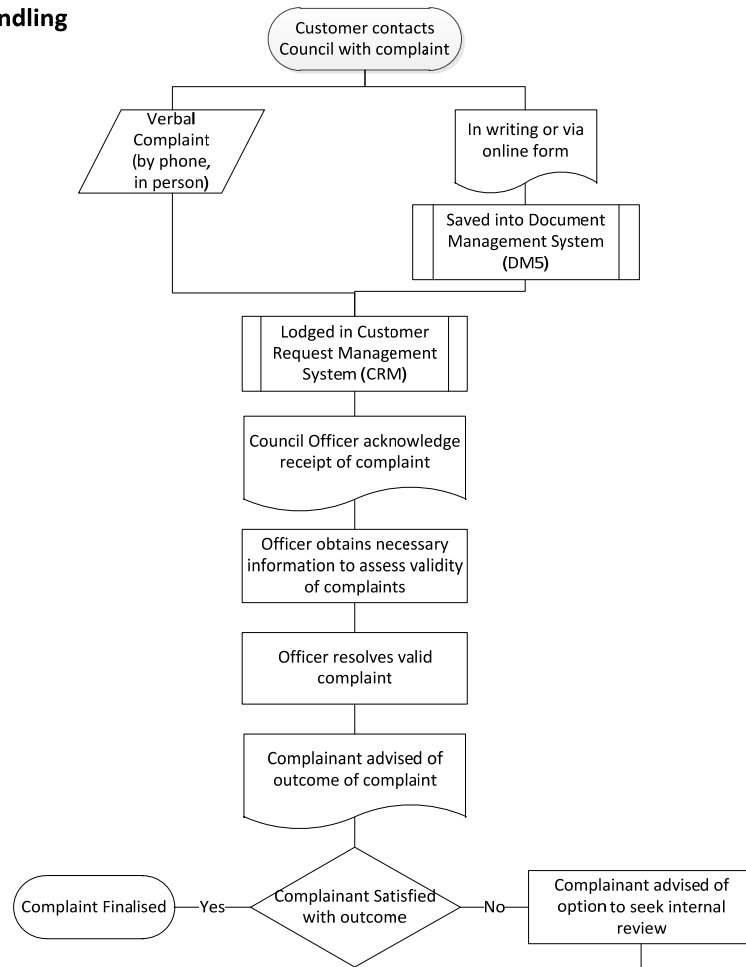 ndling
Customer contacts
Council with complaint
Verbal
Complaint
(by phone,
in person)
In writing or via
online form
Saved into Document
Management System
(DM5)
Lodged in Customer
Request Management
System (CRM)
Council Officer acknowledge
receipt of complaint
Officer obtains necessary
information to assess validity
of complaints
Officer resolves valid
complaint
Complainant advised of
outcome of complaint
Complaint Finalised
Yes
Complainant Satisfied
with outcome
No
Complainant advised of
option to seek internal
review